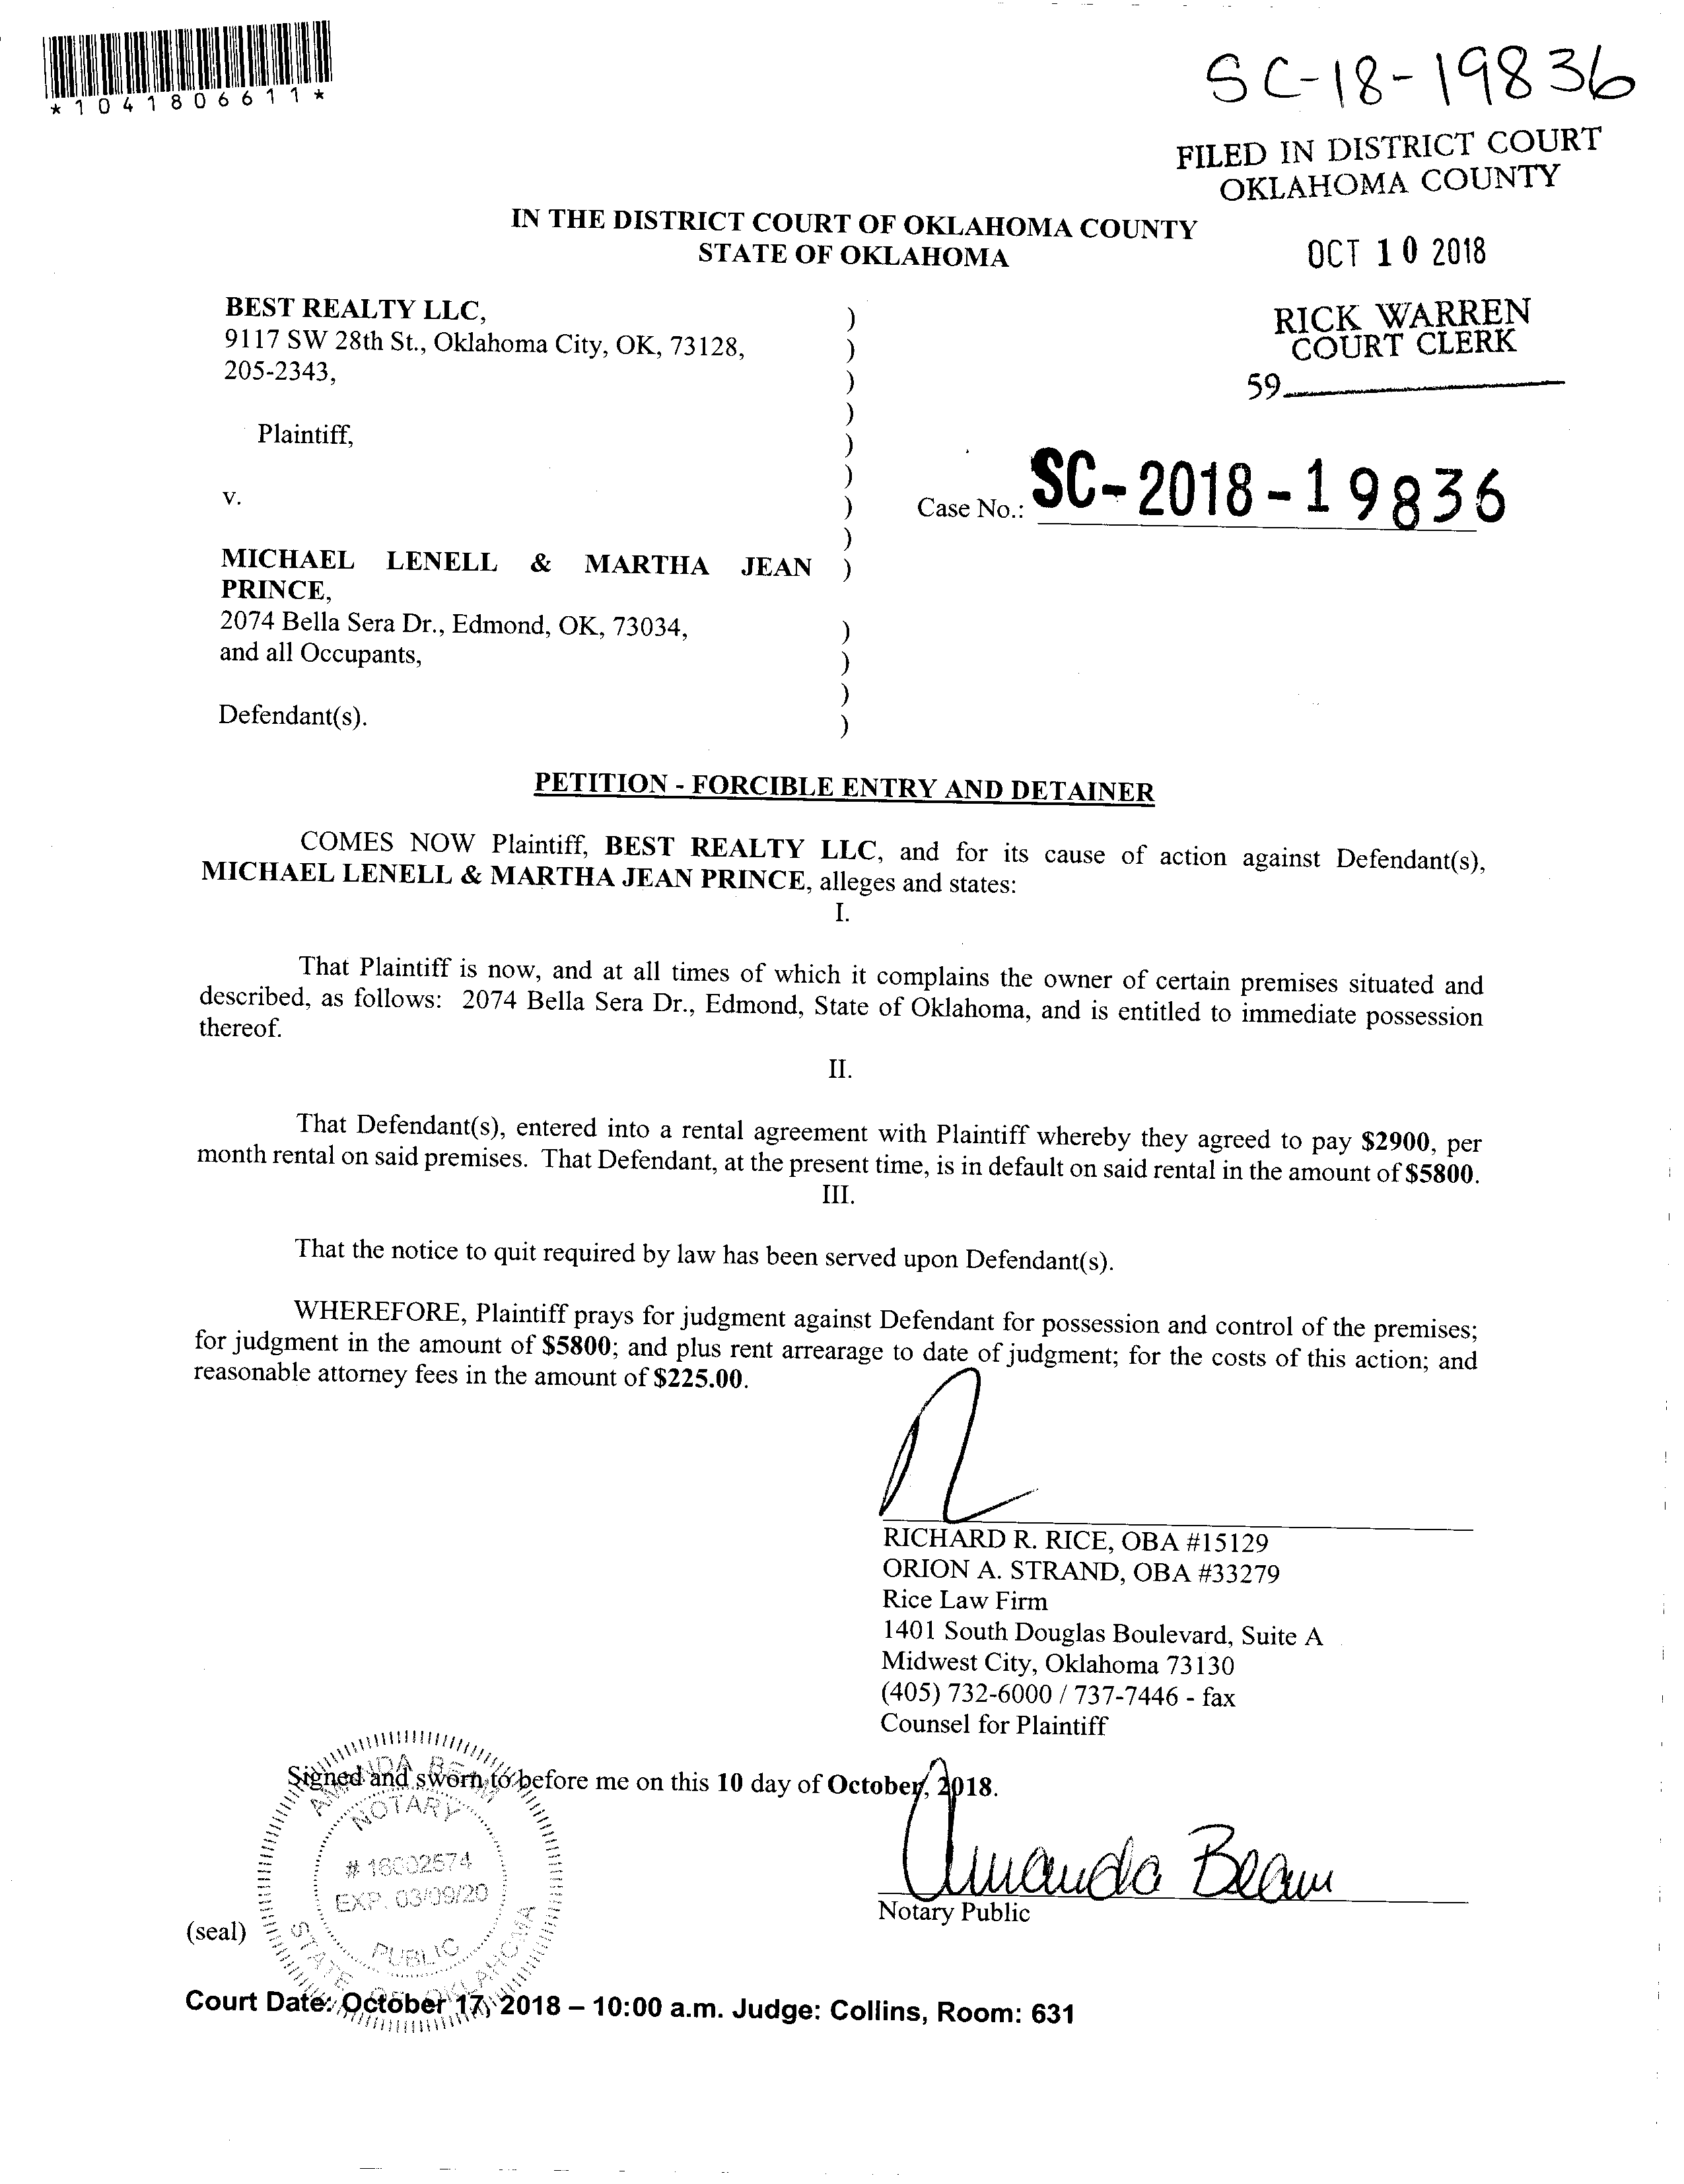 *1041806611*
SC-18-19836
FILED IN DISTRICT COURT
OKLAHOMA COUNTY
IN THE DISTRICT COURT OF OKLAHOMA COUNTY
STATE OF OKLAHOMA
OCT 10 2018
RICK WARREN
COURT CLERK
59
BEST REALTY LLC,
9117 SW 28th St., Oklahoma City, OK, 73128,
205-2343,
Plaintiff,
v.
Case No.: SC-2018-19836
MICHAEL LENELL & MARTHA JEAN
PRINCE,
2074 Bella Sera Dr., Edmond, OK, 73034,
and all Occupants,
Defendant(s).
)
)
)
)
)
)
)
)
)
)
)
)
)
PETITION - FORCIBLE ENTRY AND DETAINER
COMES NOW Plaintiff, BEST REALTY LLC, and for its cause of action against Defendant(s),
MICHAEL LENELL & MARTHA JEAN PRINCE, alleges and states:
I.
That Plaintiff is now, and at all times of which it complains the owner of certain premises situated and
described, as follows: 2074 Bella Sera Dr., Edmond, State of Oklahoma, and is entitled to immediate possession
thereof.
II.
That Defendant(s), entered into a rental agreement with Plaintiff whereby they agreed to pay $2900, per
month rental on said premises. That Defendant, at the present time, is in default on said rental in the amount of $5800.
III.
That the notice to quit required by law has been served upon Defendant(s).
WHEREFORE, Plaintiff prays for judgment against Defendant for possession and control of the premises;
for judgment in the amount of $5800; and plus rent arrearage to date of judgment; for the costs of this action; and
reasonable attorney fees in the amount of $225.00.
RICHARD R. RICE, OBA #15129
ORION A. STRAND, OBA #33279
Rice Law Firm
1401 South Douglas Boulevard, Suite A
Midwest City, Oklahoma 73130
(405) 732-6000 / 737-7446 - fax
Counsel for Plaintiff
Signed and sworn to before me on this 10 day of October, 2018.
Amanda Beam
Notary Public
AMANDA BEAM
NOTARY
# 16002574
EXP. 03/09/20
PUBLIC
STATE OF OKLAHOMA
(seal)
Court Date: October 17, 2018 – 10:00 a.m. Judge: Collins, Room: 631